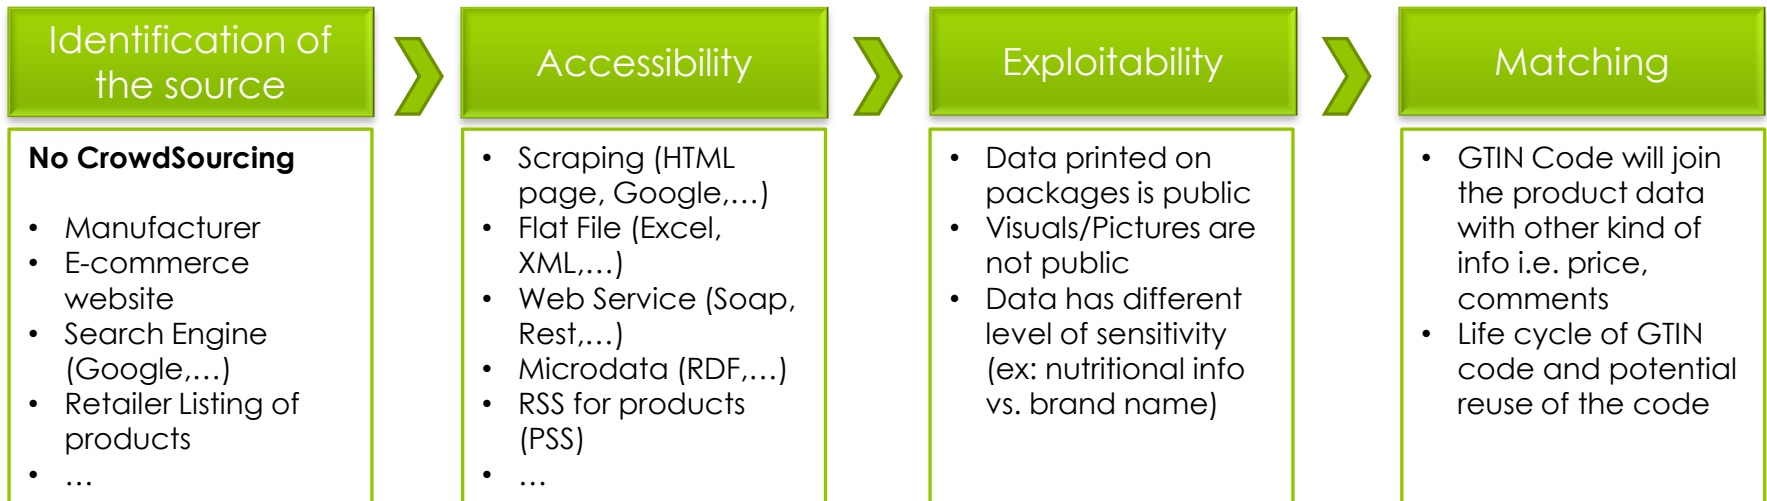 Identification of
the source
No CrowdSourcing
• Manufacturer
• E-commerce
website
• Search Engine
(Google,...)
• Retailer Listing of
products
• ...
Accessibility
• Scraping (HTML
page, Google,...)
• Flat File (Excel,
XML,...)
• Web Service (Soap,
Rest,...)
• Microdata (RDF,...)
• RSS for products
(PSS)
• ...
Exploitability
• Data printed on
packages is public
• Visuals/Pictures are
not public
• Data has different
level of sensitivity
(ex: nutritional info
vs. brand name)
Matching
• GTIN Code will join
the product data
with other kind of
info i.e. price,
comments
• Life cycle of GTIN
code and potential
reuse of the code